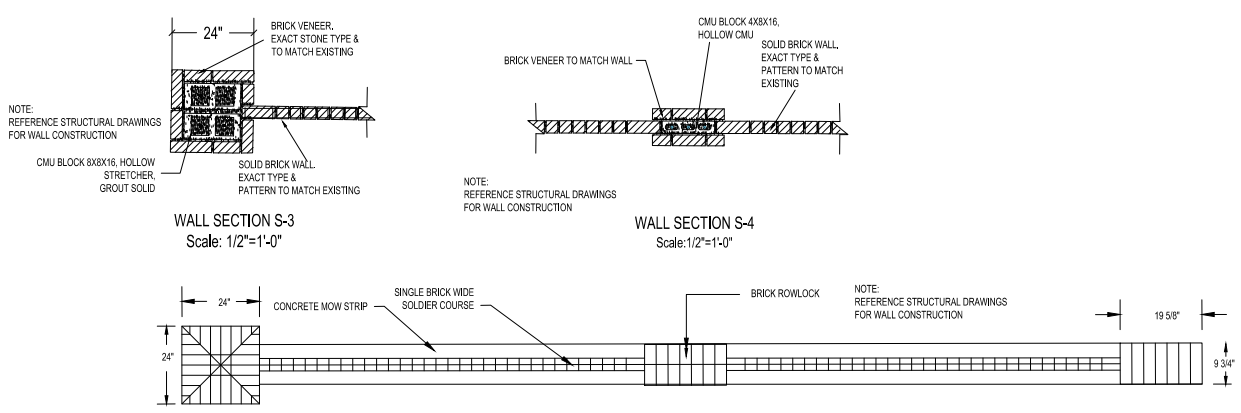 24"
BRICK VENEER.
EXACT STONE TYPE &
TO MATCH EXISTING
NOTE:
REFERENCE STRUCTURAL DRAWINGS
FOR WALL CONSTRUCTION
CMU BLOCK 8X8X16, HOLLOW
STRETCHER,
GROUT SOLID
SOLID BRICK WALL.
EXACT TYPE &
PATTERN TO MATCH EXISTING
WALL SECTION S-3
Scale: 1/2"=1'-0"
CMU BLOCK 4X8X16,
HOLLOW CMU
BRICK VENEER TO MATCH WALL
SOLID BRICK WALL.
EXACT TYPE &
PATTERN TO MATCH
EXISTING
NOTE:
REFERENCE STRUCTURAL DRAWINGS
FOR WALL CONSTRUCTION
WALL SECTION S-4
Scale:1/2"=1'-0"
24"
24"
CONCRETE MOW STRIP
SINGLE BRICK WIDE
SOLDIER COURSE
BRICK ROWLOCK
NOTE:
REFERENCE STRUCTURAL DRAWINGS
FOR WALL CONSTRUCTION
19 5/8"
9 3/4"